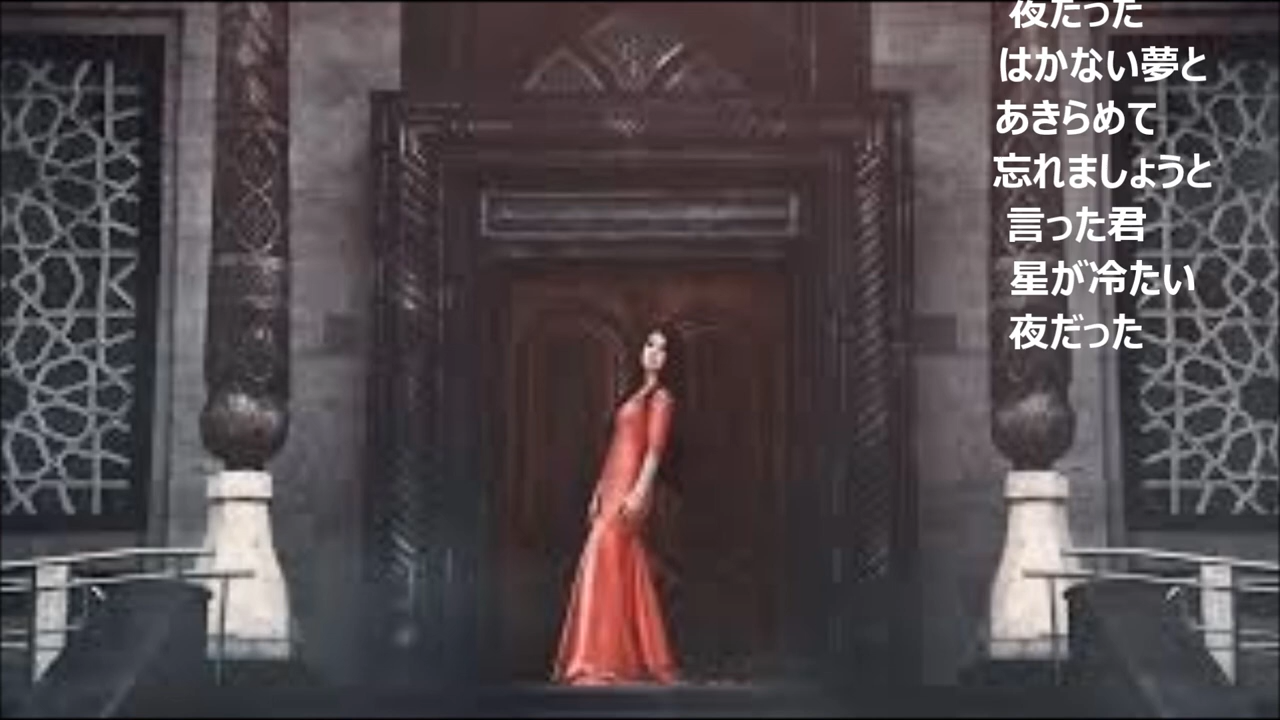 夜だった
はかない夢と
あきらめて
忘れましょうと
言った君
星が冷たい
夜だった